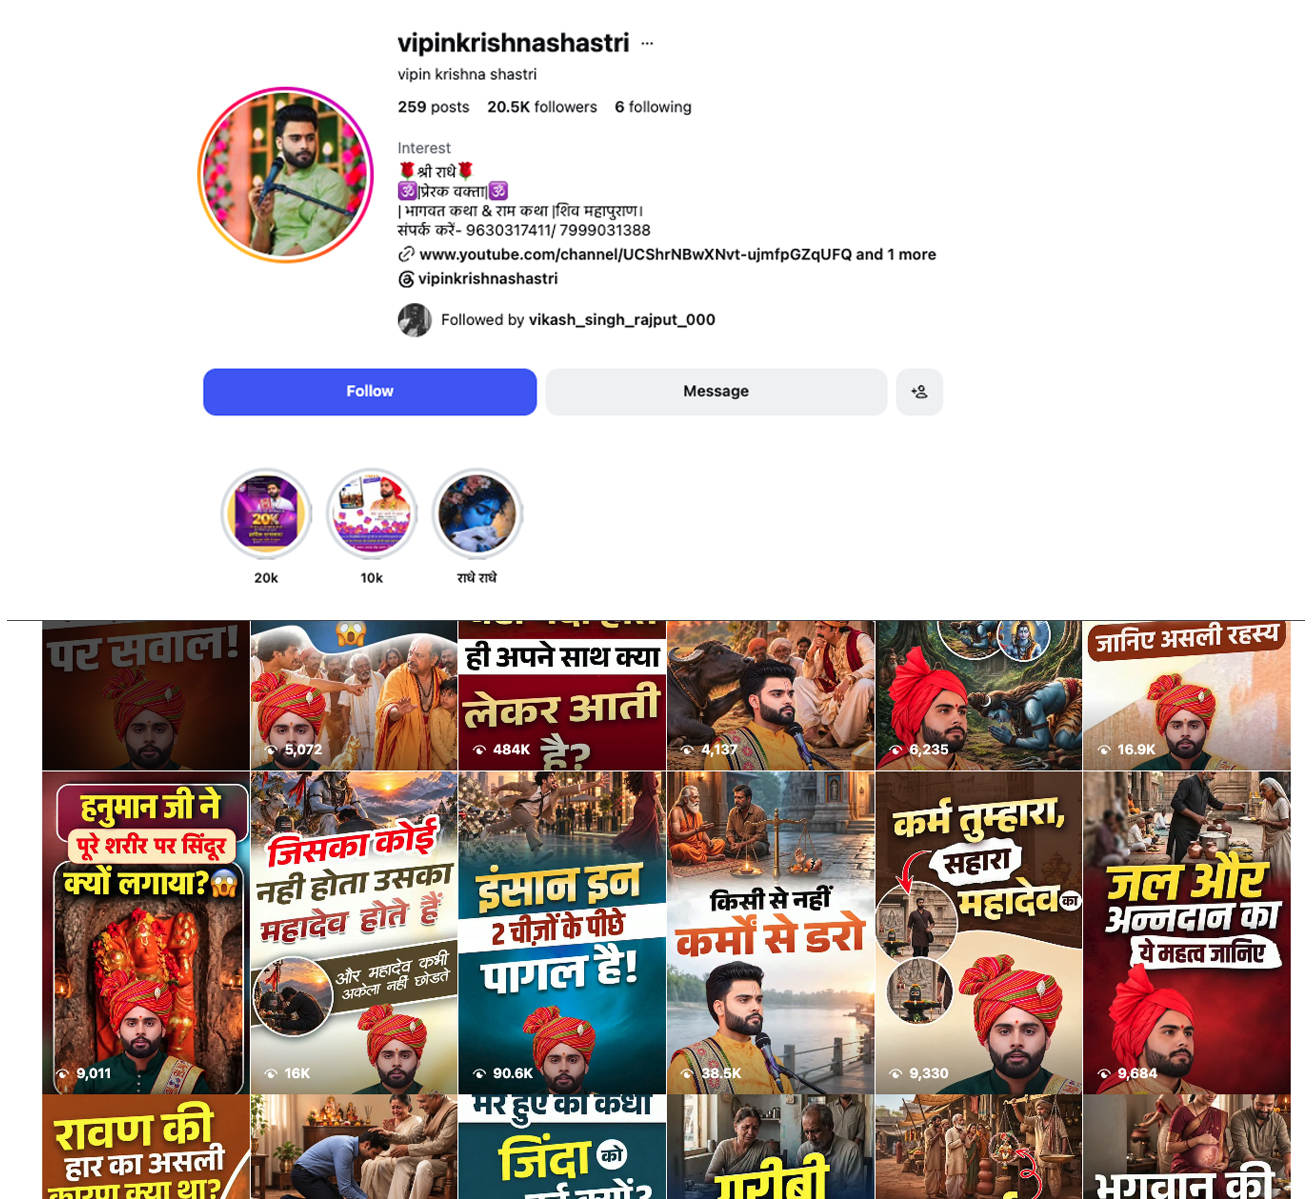 vipinkrishnashastri ...
vipin krishna shastri
259 posts 20.5K followers 6 following
Interest
🌹श्री राधे🌹
🕉️|प्रेरक वक्ता|🕉️
| भागवत कथा & राम कथा |शिव महापुराण।
संपर्क करें- 9630317411/ 7999031388
www.youtube.com/channel/UCShrNBwXNvt-ujmfpGZqUFQ and 1 more
vipinkrishnashastri
Followed by vikash_singh_rajput_000
Follow
Message
20K
20k
10k
राधे राधे
पर सवाल!
5,072
ही अपने साथ क्या
लेकर आती
है?
484K
4,137
6,235
जानिए असली रहस्य
16.9K
हनुमान जी ने
पूरे शरीर पर सिंदूर
क्यों लगाया?😱
9,011
जिसका कोई
नही होता उसका
महादेव होते हैं
और महादेव कभी
अकेला नहीं छोडते
16K
इंसान इन
2 चीज़ों के पीछे
पागल है!
90.6K
किसी से नहीं
कर्मों से डरो
38.5K
कर्म तुम्हारा,
सहारा
महादेव का
9,330
जल और
अन्नदान का
ये महत्व जानिए
9,684
रावण की
हार का असली
कारण क्या था?
मरे हुए को कंधा
जिंदा को
गरीबी
भगवान की